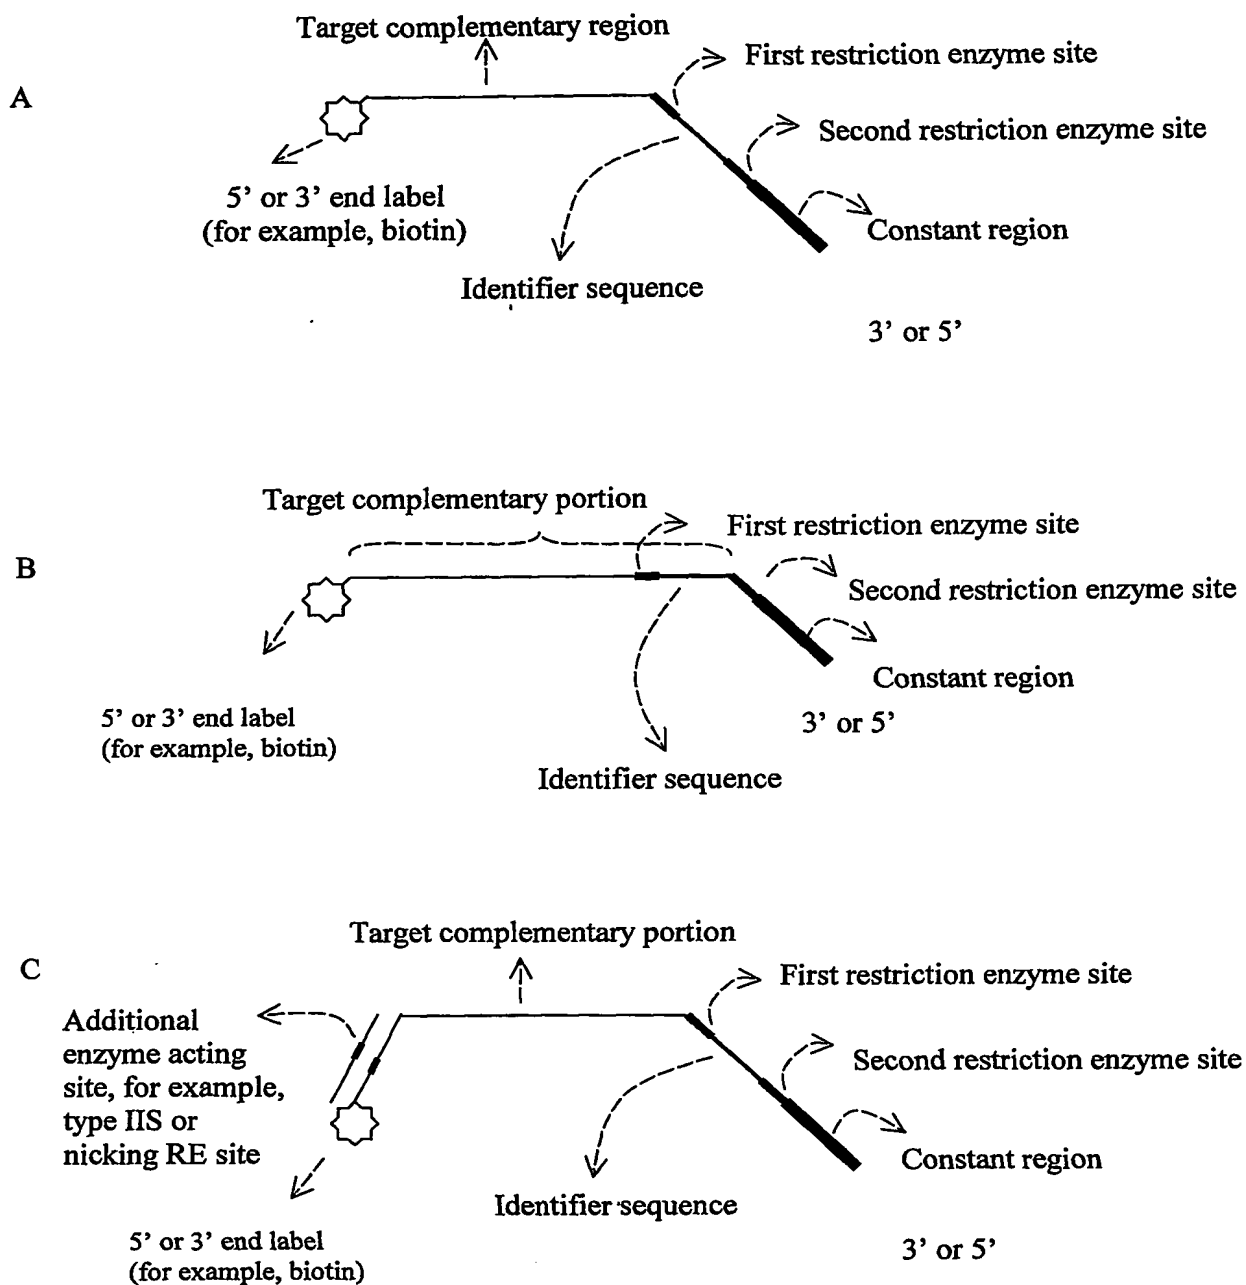 Target complementary region
First restriction enzyme site
A
Second restriction enzyme site
5’ or 3’ end label
(for example, biotin)
Constant region
Identifier sequence
3’ or 5’
Target complementary portion
First restriction enzyme site
B
Second restriction enzyme site
Constant region
5’ or 3’ end label
(for example, biotin)
3’ or 5’
Identifier sequence
Target complementary portion
C
First restriction enzyme site
Additional
enzyme acting
site, for example,
type IIS or
nicking RE site
Second restriction enzyme site
Constant region
Identifier sequence
5’ or 3’ end label
(for example, biotin)
3’ or 5’